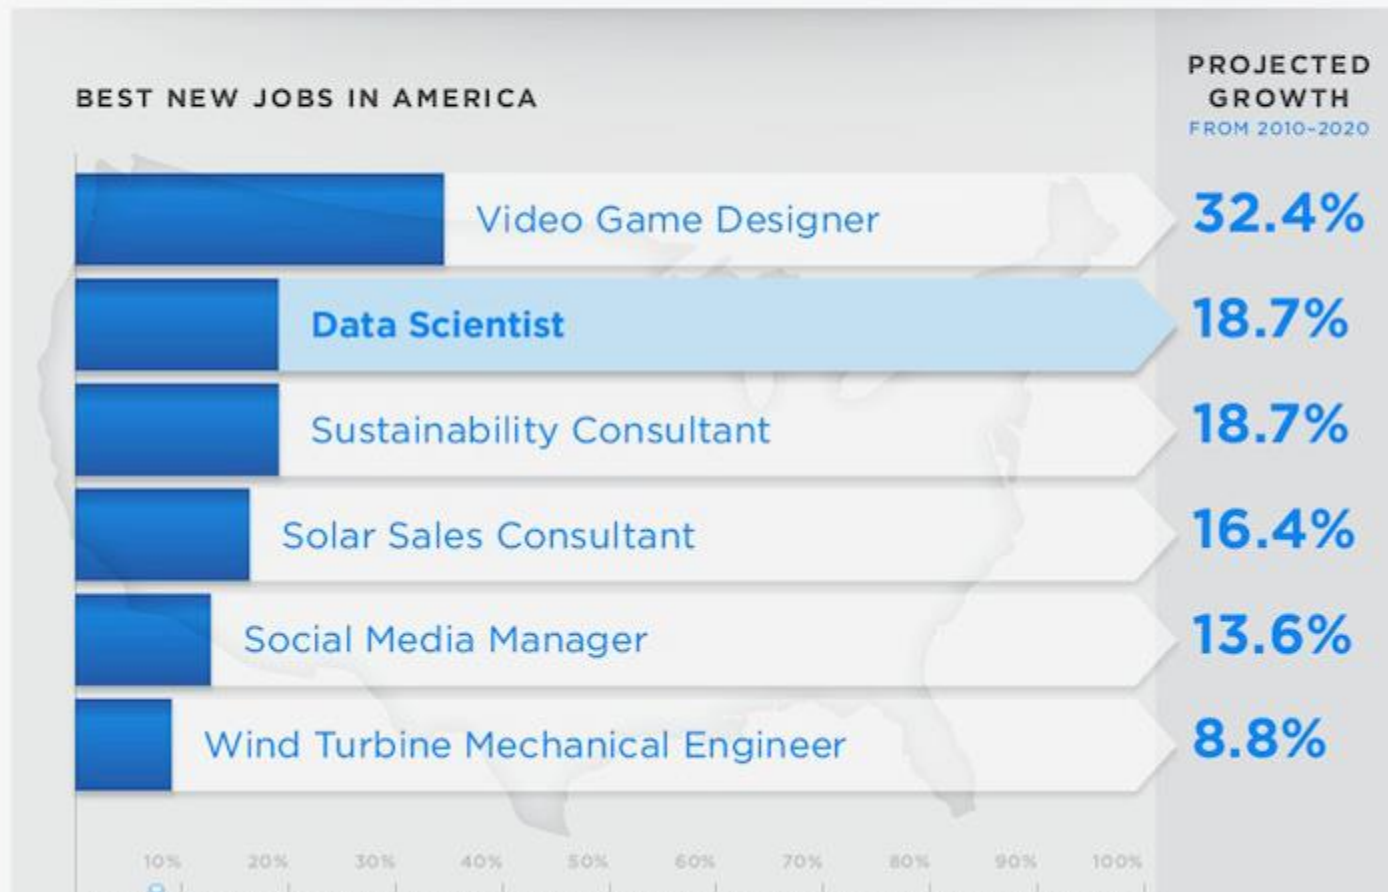 BEST NEW JOBS IN AMERICA
PROJECTED
GROWTH
FROM 2010-2020
Video Game Designer 32.4%
Data Scientist 18.7%
Sustainability Consultant 18.7%
Solar Sales Consultant 16.4%
Social Media Manager 13.6%
Wind Turbine Mechanical Engineer 8.8%
10% 20% 30% 40% 50% 60% 70% 80% 90% 100%